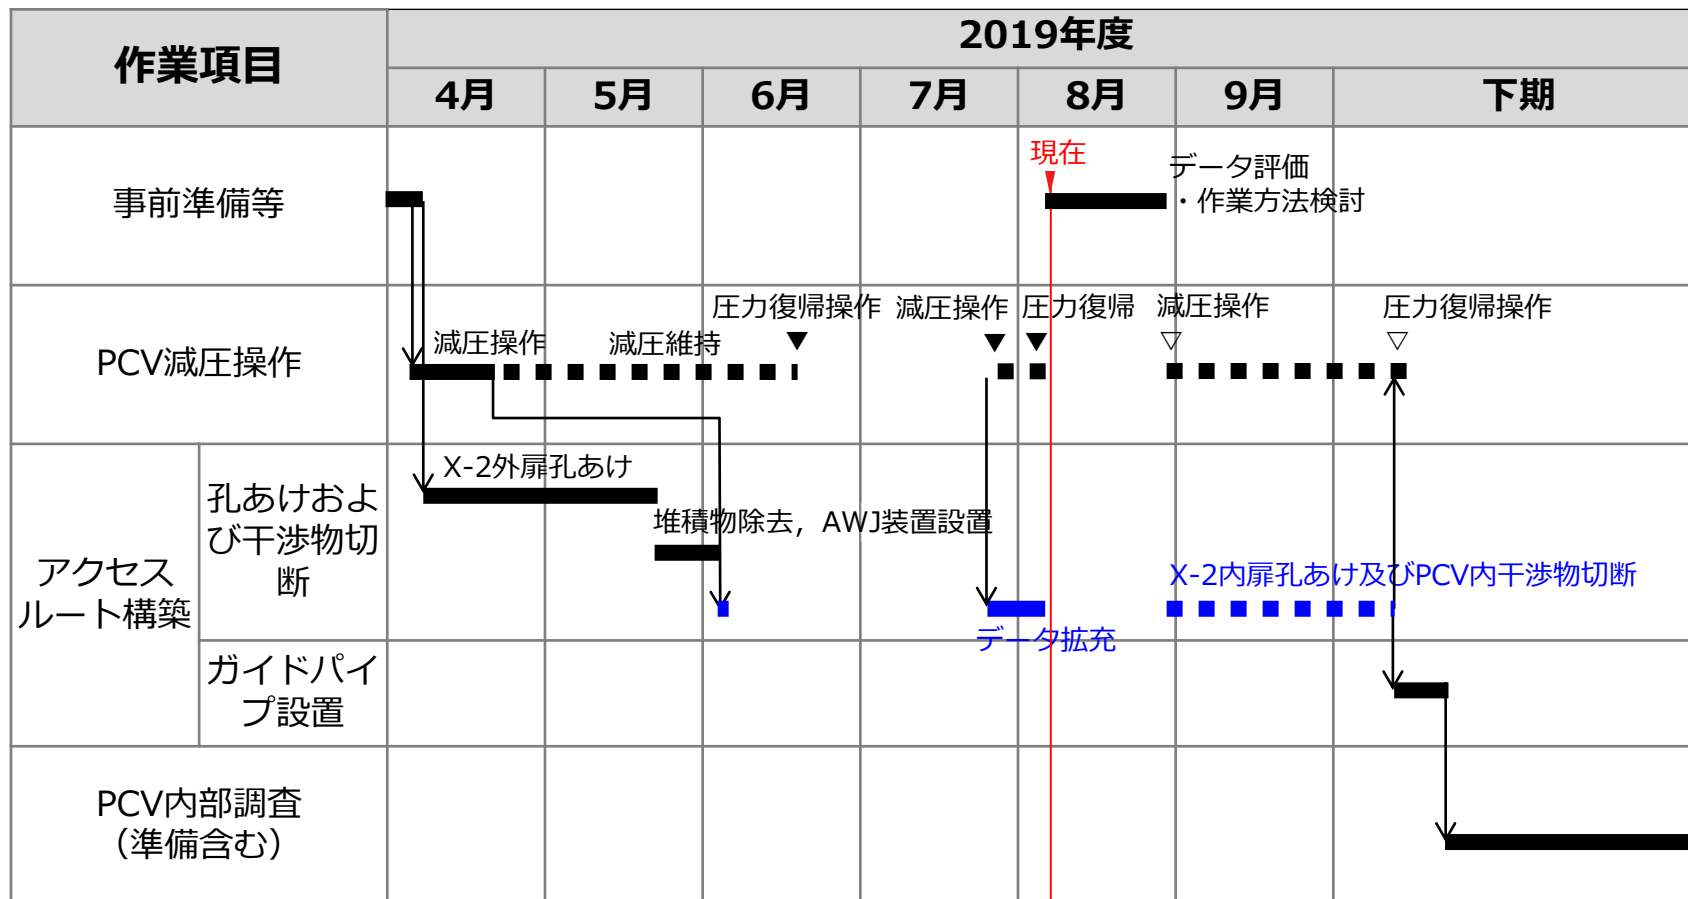 作業項目
2019年度
4月
5月
6月
7月
8月
9月
下期
事前準備等
現在
データ評価
・作業方法検討
PCV減圧操作
減圧操作
減圧維持
圧力復帰操作
減圧操作
圧力復帰
減圧操作
圧力復帰操作
アクセス
ルート構築
孔あけおよ
び干渉物切
断
X-2外扉孔あけ
堆積物除去，AWJ装置設置
データ拡充
X-2内扉孔あけ及びPCV内干渉物切断
ガイドパイ
プ設置
PCV内部調査
（準備含む）